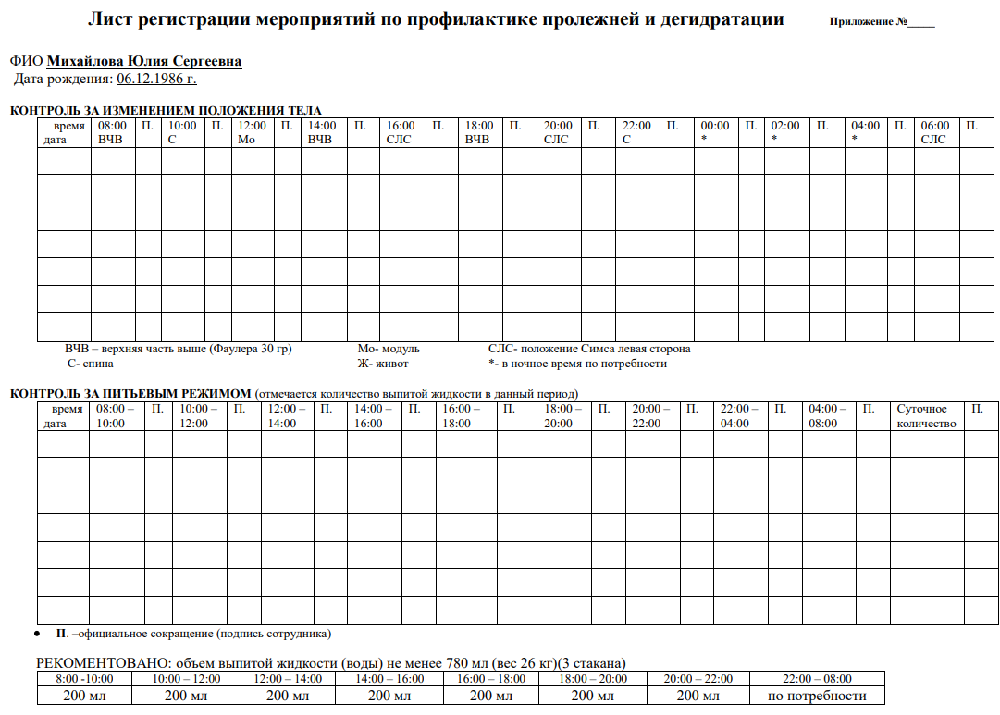 Лист регистрации мероприятий по профилактике пролежней и дегидратации Приложение №_____
ФИО Михайлова Юлия Сергеевна
Дата рождения: 06.12.1986 г.
КОНТРОЛЬ ЗА ИЗМЕНЕНИЕМ ПОЛОЖЕНИЯ ТЕЛА
время 08:00 П. 10:00 П. 12:00 П. 14:00 П. 16:00 П. 18:00 П. 20:00 П. 22:00 П. 00:00 П. 02:00 П. 04:00 П. 06:00 П.
дата ВЧВ С Мо ВЧВ СЛС ВЧВ СЛС С * * * СЛС
ВЧВ – верхняя часть выше (Фаулера 30 гр) Мо- модуль СЛС- положение Симса левая сторона
С- спина Ж- живот *- в ночное время по потребности
КОНТРОЛЬ ЗА ПИТЬЕВЫМ РЕЖИМОМ (отмечается количество выпитой жидкости в данный период)
время 08:00 – П. 10:00 – П. 12:00 – П. 14:00 – П. 16:00 – П. 18:00 – П. 20:00 – П. 22:00 – П. 04:00 – П. Суточное П.
дата 10:00 12:00 14:00 16:00 18:00 20:00 22:00 04:00 08:00 количество
● П. –официальное сокращение (подпись сотрудника)
РЕКОМЕНТОВАНО: объем выпитой жидкости (воды) не менее 780 мл (вес 26 кг)(3 стакана)
8:00 -10:00 10:00 – 12:00 12:00 – 14:00 14:00 – 16:00 16:00 – 18:00 18:00 – 20:00 20:00 – 22:00 22:00 – 08:00
200 мл 200 мл 200 мл 200 мл 200 мл 200 мл 200 мл по потребности